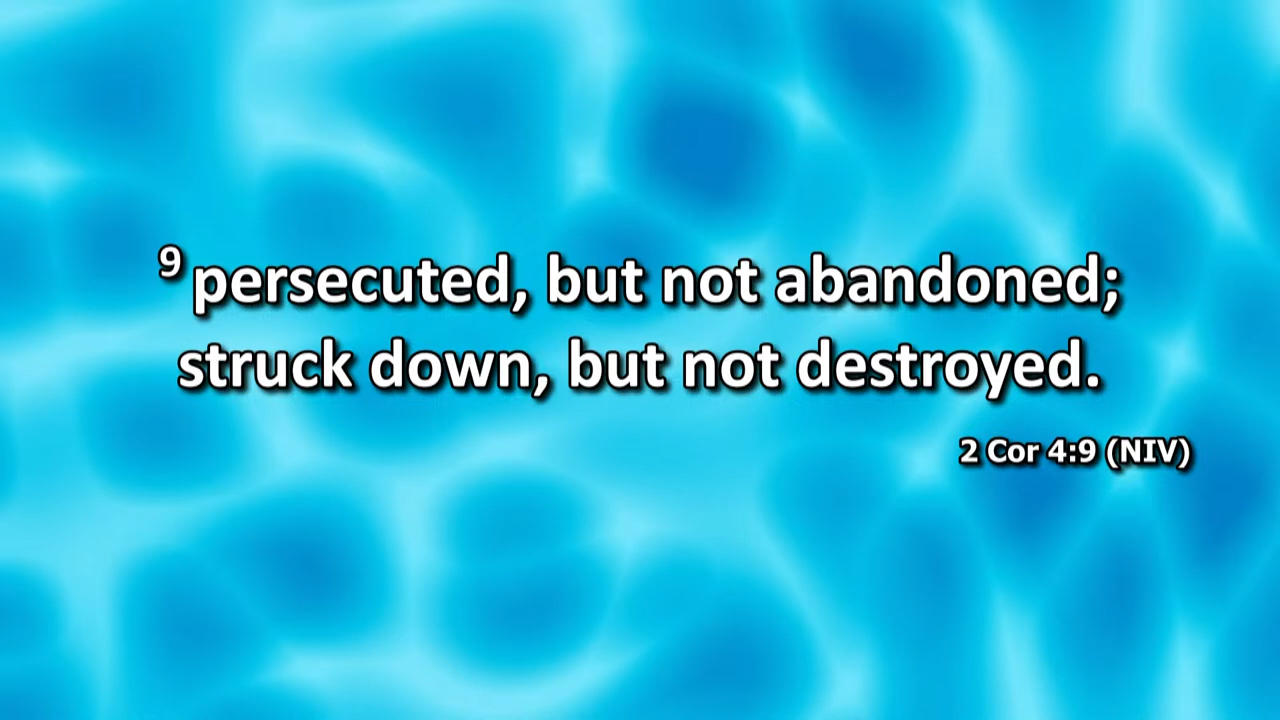 9 persecuted, but not abandoned;
struck down, but not destroyed.
2 Cor 4:9 (NIV)